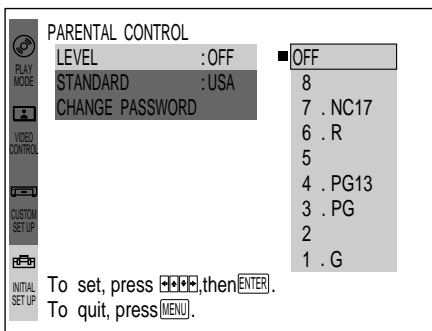 PARENTAL CONTROL
PLAY MODE
VIDEO CONTROL
CUSTOM SET UP
INITIAL SET UP
LEVEL :OFF
STANDARD :USA
CHANGE PASSWORD
OFF
8
7 . NC17
6 . R
5
4 . PG13
3 . PG
2
1 . G
To set, press ,then ENTER.
To quit, press MENU.